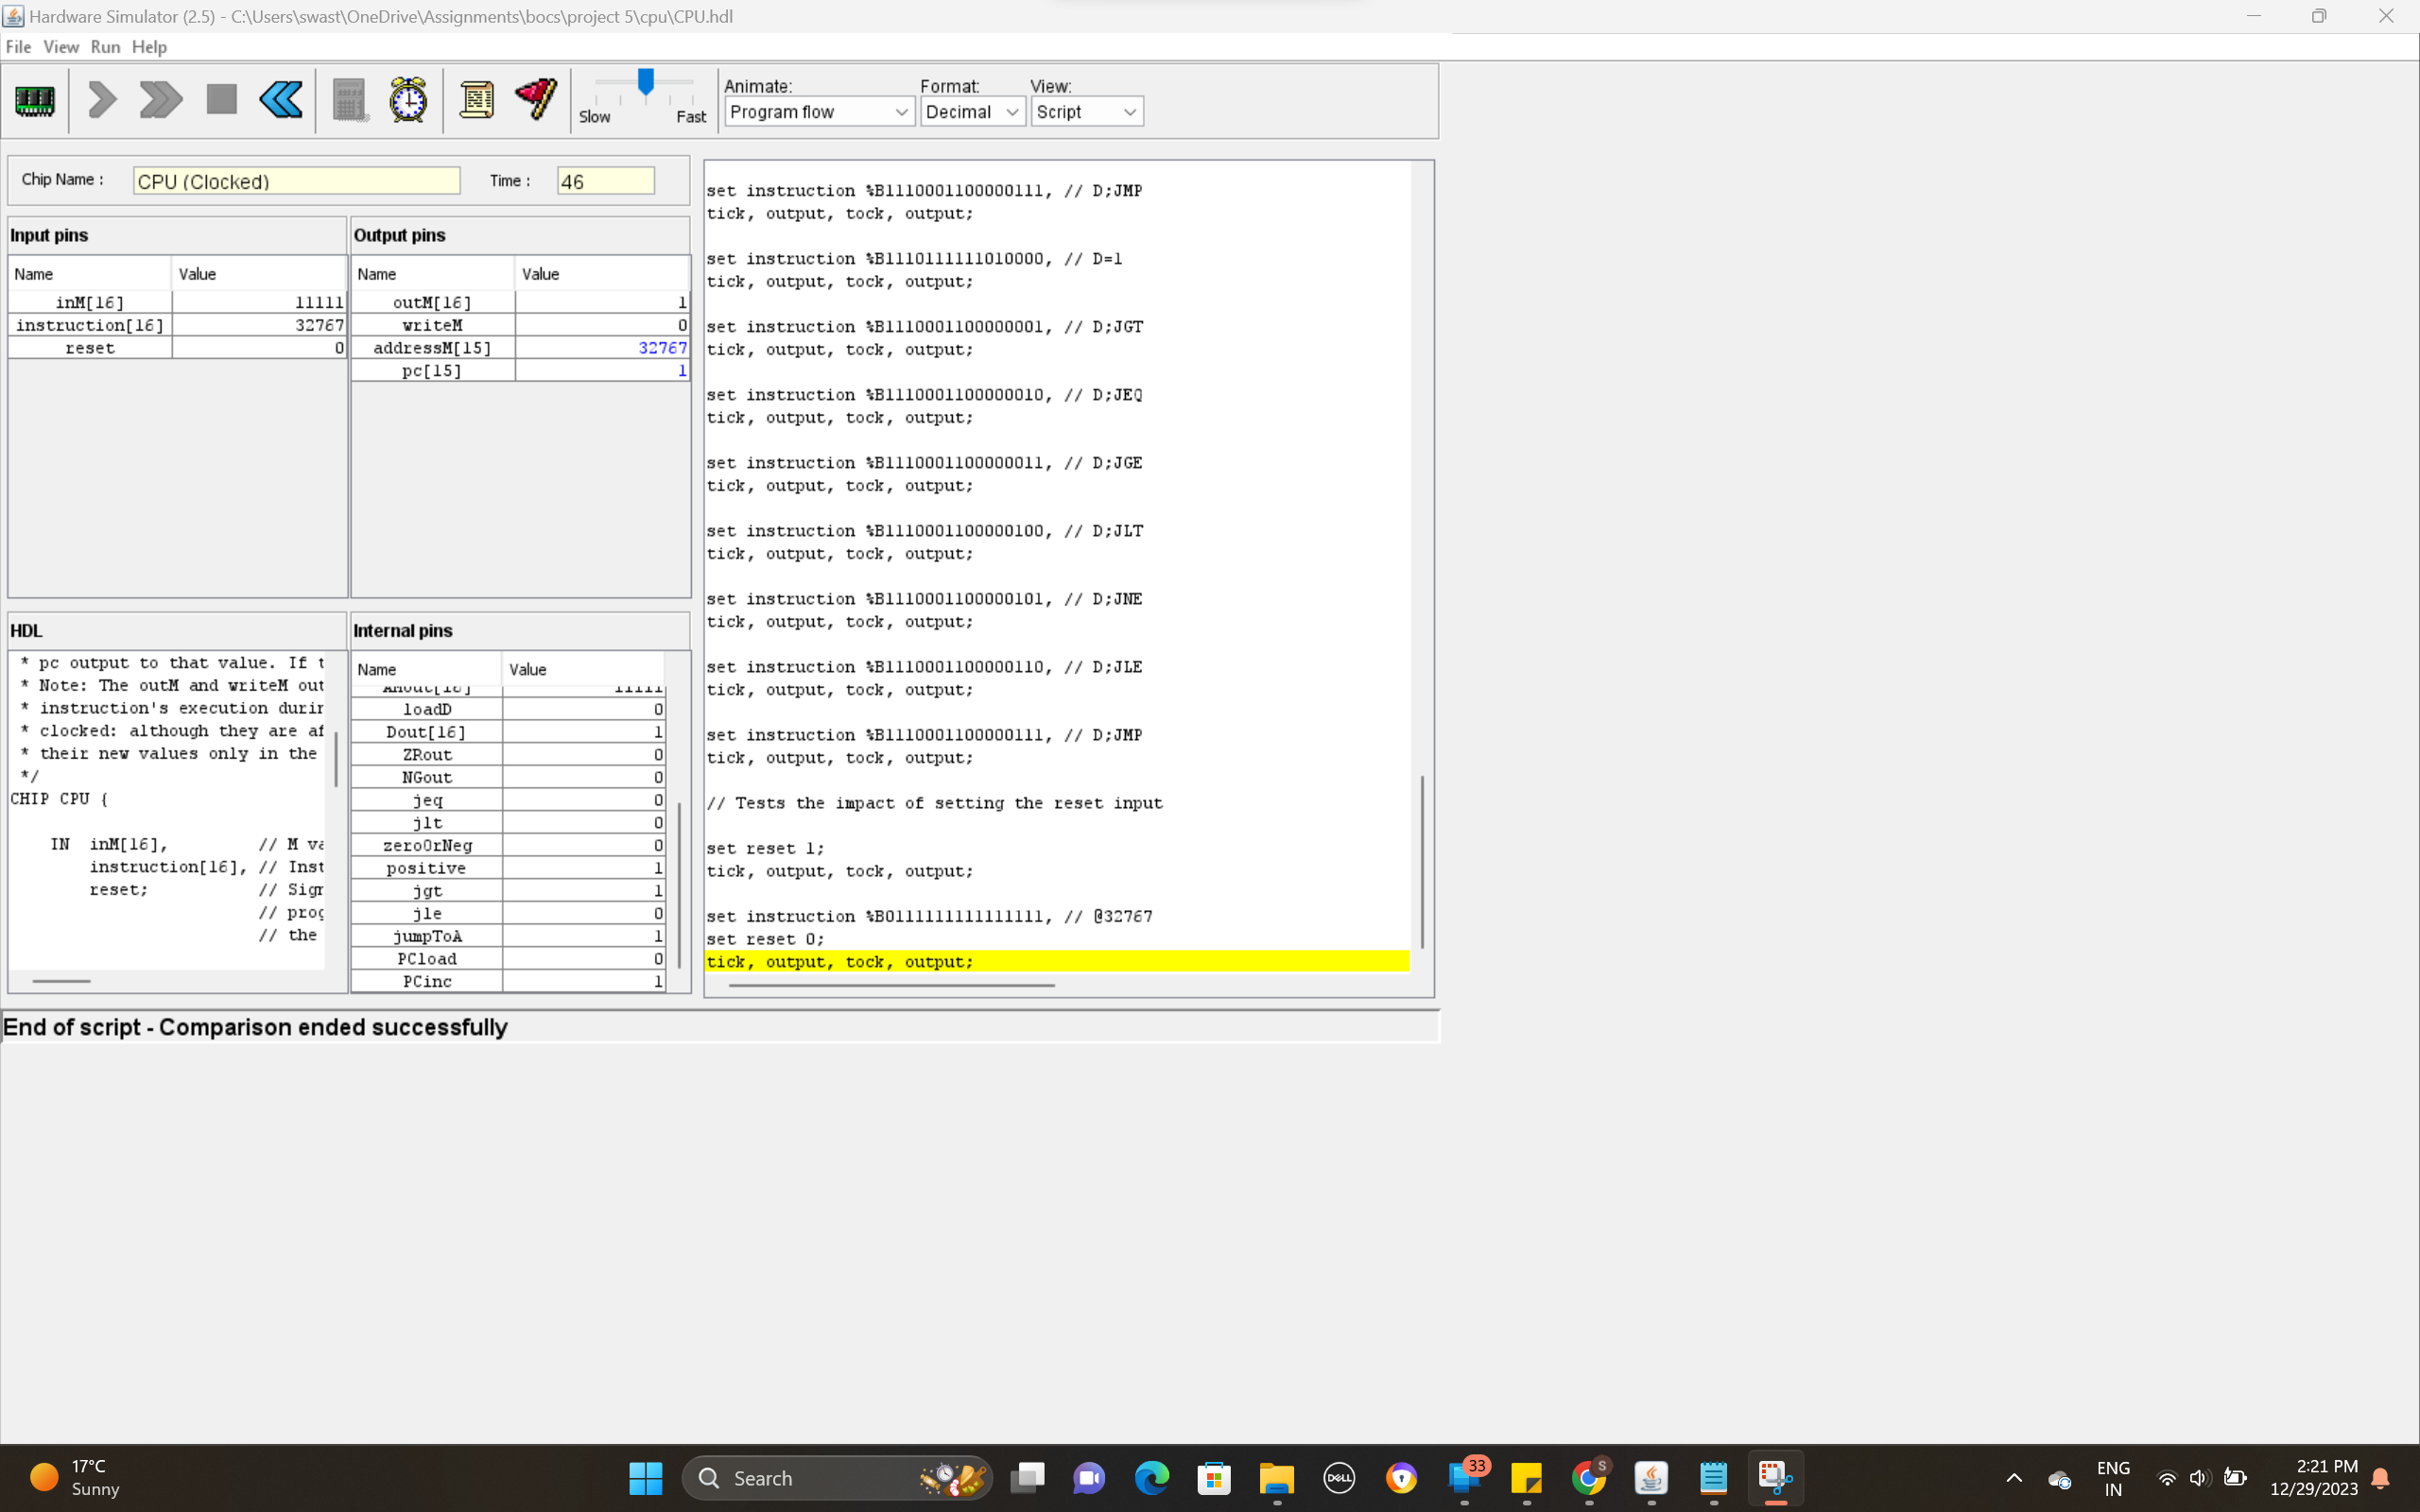 Hardware Simulator (2.5) - C:\Users\swast\OneDrive\Assignments\bocs\project 5\cpu\CPU.hdl
File View Run Help
Slow Fast
Animate: Format: View:
Program flow Decimal Script
Chip Name : CPU (Clocked) Time : 46
Input pins
Name Value
inM[16] 11111
instruction[16] 32767
reset 0
Output pins
Name Value
outM[16] 1
writeM 0
addressM[15] 32767
pc[15] 1
HDL
* pc output to that value. If t
* Note: The outM and writeM out
* instruction's execution durin
* clocked: although they are af
* their new values only in the
*/
CHIP CPU {
IN inM[16], // M va
instruction[16], // Inst
reset; // Sign
// prog
// the
Internal pins
Name Value
loadD 0
Dout[16] 1
ZRout 0
NGout 0
jeq 0
jlt 0
zeroOrNeg 0
positive 1
jgt 1
jle 0
jumpToA 1
PCload 0
PCinc 1
set instruction %B1110001100000111, // D;JMP
tick, output, tock, output;
set instruction %B1110111111010000, // D=1
tick, output, tock, output;
set instruction %B1110001100000001, // D;JGT
tick, output, tock, output;
set instruction %B1110001100000010, // D;JEQ
tick, output, tock, output;
set instruction %B1110001100000011, // D;JGE
tick, output, tock, output;
set instruction %B1110001100000100, // D;JLT
tick, output, tock, output;
set instruction %B1110001100000101, // D;JNE
tick, output, tock, output;
set instruction %B1110001100000110, // D;JLE
tick, output, tock, output;
set instruction %B1110001100000111, // D;JMP
tick, output, tock, output;
// Tests the impact of setting the reset input
set reset 1;
tick, output, tock, output;
set instruction %B0111111111111111, // @32767
set reset 0;
tick, output, tock, output;
End of script - Comparison ended successfully
17°C
Sunny
Search
DELL
33
S
ENG
IN
2:21 PM
12/29/2023